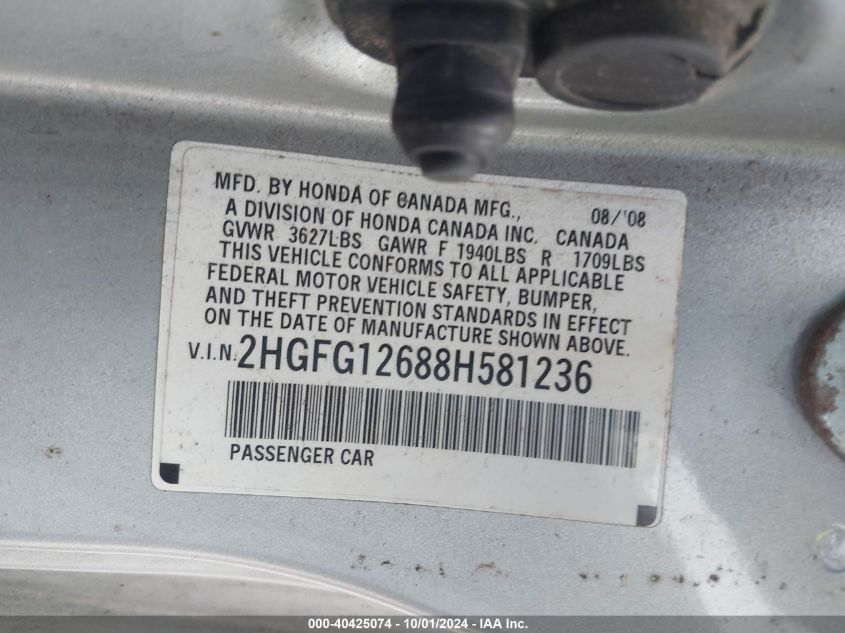 MFD. BY HONDA OF CANADA MFG., 08/'08
A DIVISION OF HONDA CANADA INC. CANADA
GVWR 3627LBS GAWR F 1940LBS R 1709LBS
THIS VEHICLE CONFORMS TO ALL APPLICABLE
FEDERAL MOTOR VEHICLE SAFETY, BUMPER,
AND THEFT PREVENTION STANDARDS IN EFFECT
ON THE DATE OF MANUFACTURE SHOWN ABOVE.
V.I.N. 2HGFG12688H581236
PASSENGER CAR
000-40425074 - 10/01/2024 - IAA Inc.